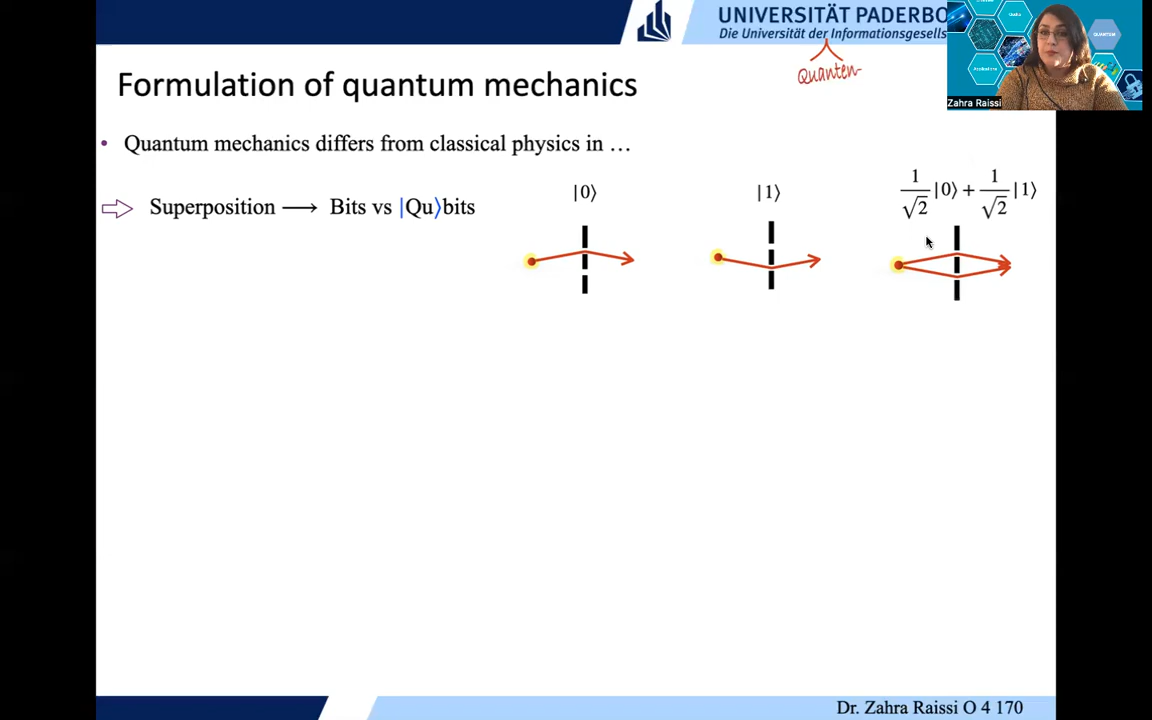 UNIVERSITÄT PADERBO
Die Universität der Informationsgesells
Quanten
QUANTUM
Applications
Zahra Raissi
Formulation of quantum mechanics
• Quantum mechanics differs from classical physics in …
⇨ Superposition ⟶ Bits vs |Qu⟩bits
|0⟩
|1⟩
1/√2 |0⟩ + 1/√2 |1⟩
Dr. Zahra Raissi O 4 170